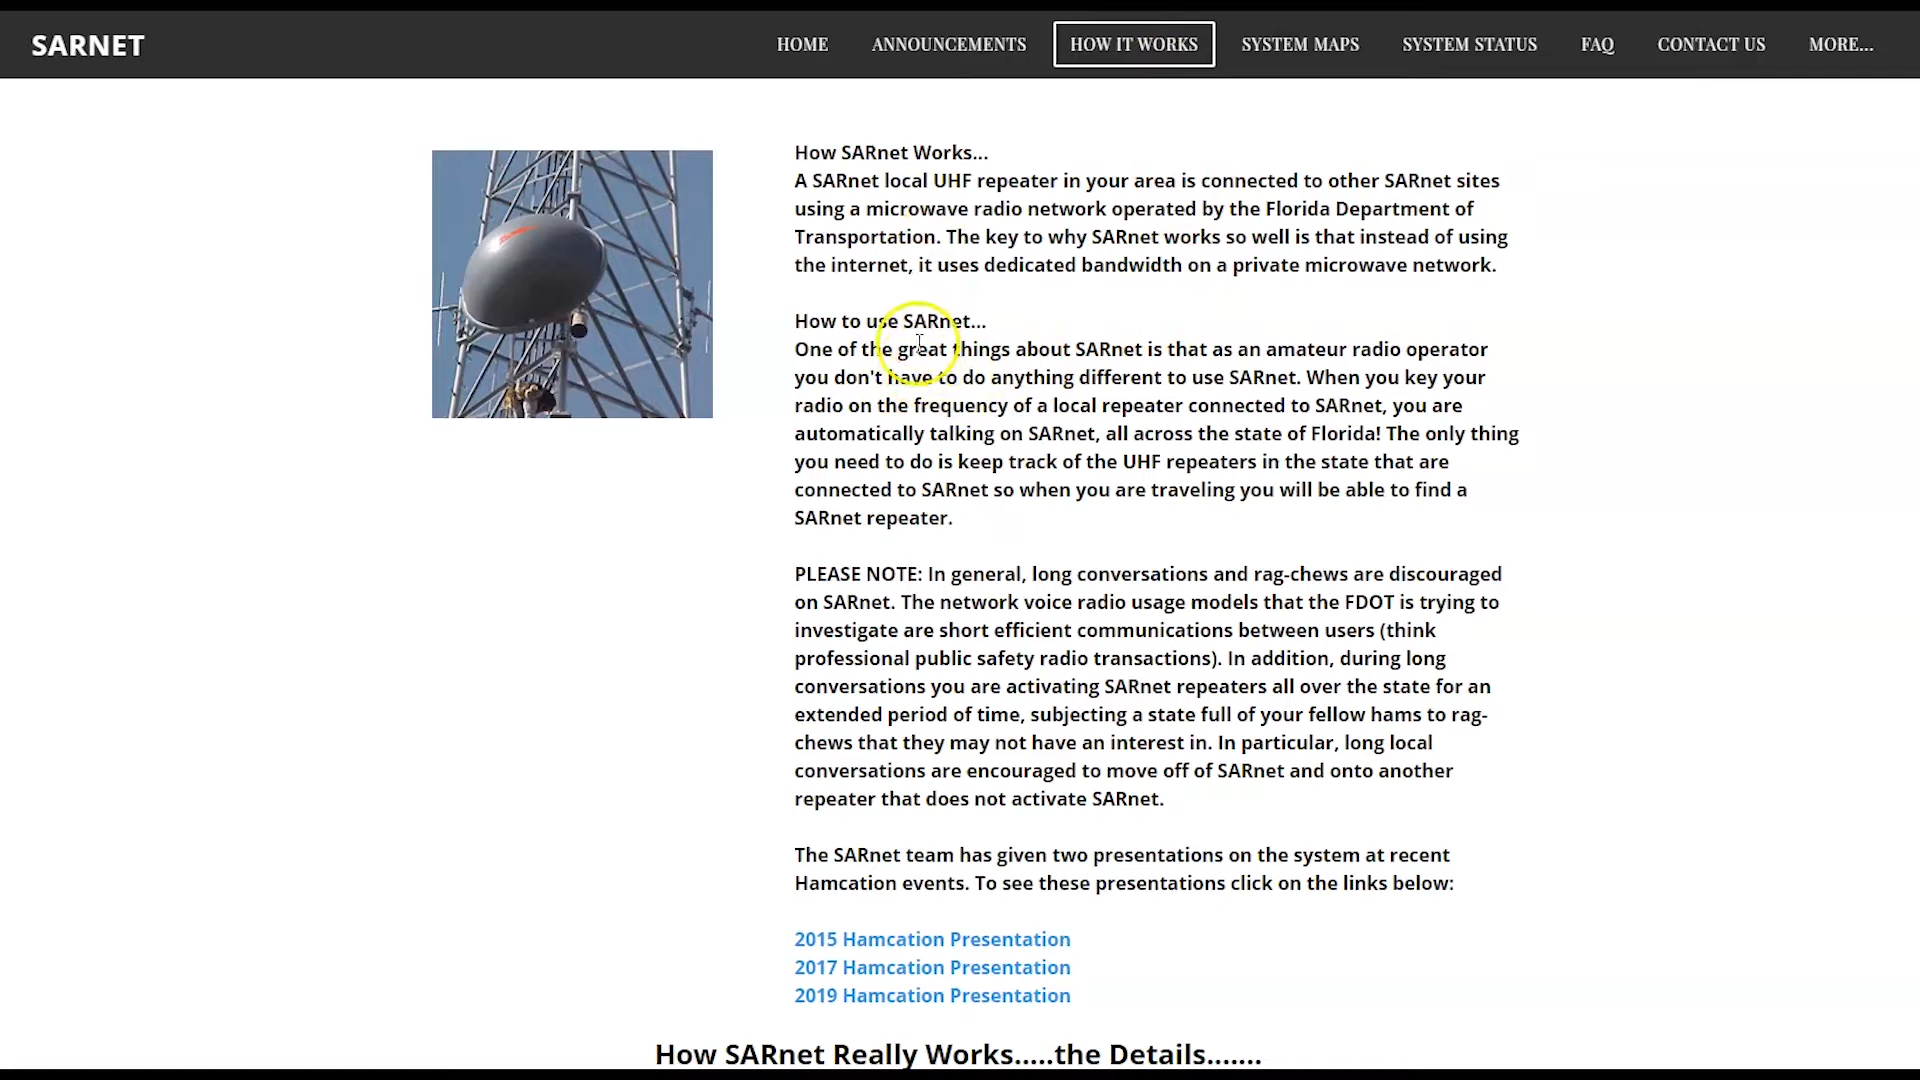 SARNET
HOME ANNOUNCEMENTS HOW IT WORKS SYSTEM MAPS SYSTEM STATUS FAQ CONTACT US MORE...
How SARnet Works...
A SARnet local UHF repeater in your area is connected to other SARnet sites
using a microwave radio network operated by the Florida Department of
Transportation. The key to why SARnet works so well is that instead of using
the internet, it uses dedicated bandwidth on a private microwave network.
How to use SARnet...
One of the great things about SARnet is that as an amateur radio operator
you don't have to do anything different to use SARnet. When you key your
radio on the frequency of a local repeater connected to SARnet, you are
automatically talking on SARnet, all across the state of Florida! The only thing
you need to do is keep track of the UHF repeaters in the state that are
connected to SARnet so when you are traveling you will be able to find a
SARnet repeater.
PLEASE NOTE: In general, long conversations and rag-chews are discouraged
on SARnet. The network voice radio usage models that the FDOT is trying to
investigate are short efficient communications between users (think
professional public safety radio transactions). In addition, during long
conversations you are activating SARnet repeaters all over the state for an
extended period of time, subjecting a state full of your fellow hams to rag-
chews that they may not have an interest in. In particular, long local
conversations are encouraged to move off of SARnet and onto another
repeater that does not activate SARnet.
The SARnet team has given two presentations on the system at recent
Hamcation events. To see these presentations click on the links below:
2015 Hamcation Presentation
2017 Hamcation Presentation
2019 Hamcation Presentation
How SARnet Really Works.....the Details.......